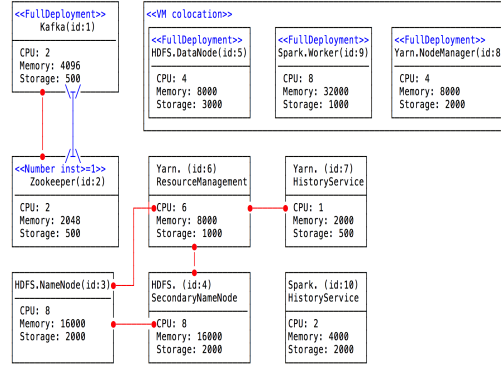 <<FullDeployment>>
Kafka(id:1)
CPU: 2
Memory: 4096
Storage: 500
<<VM colocation>>
<<FullDeployment>>
HDFS.DataNode(id:5)
CPU: 4
Memory: 8000
Storage: 3000
<<FullDeployment>>
Spark.Worker(id:9)
CPU: 8
Memory: 32000
Storage: 1000
<<FullDeployment>>
Yarn.NodeManager(id:8
CPU: 4
Memory: 8000
Storage: 2000
<<Number inst>=1>>
Zookeeper(id:2)
CPU: 2
Memory: 2048
Storage: 500
Yarn. (id:6)
ResourceManagement
CPU: 6
Memory: 8000
Storage: 1000
Yarn. (id:7)
HistoryService
CPU: 1
Memory: 2000
Storage: 500
HDFS.NameNode(id:3)
CPU: 8
Memory: 16000
Storage: 2000
HDFS. (id:4)
SecondaryNameNode
CPU: 8
Memory: 16000
Storage: 2000
Spark. (id:10)
HistoryService
CPU: 2
Memory: 4000
Storage: 2000